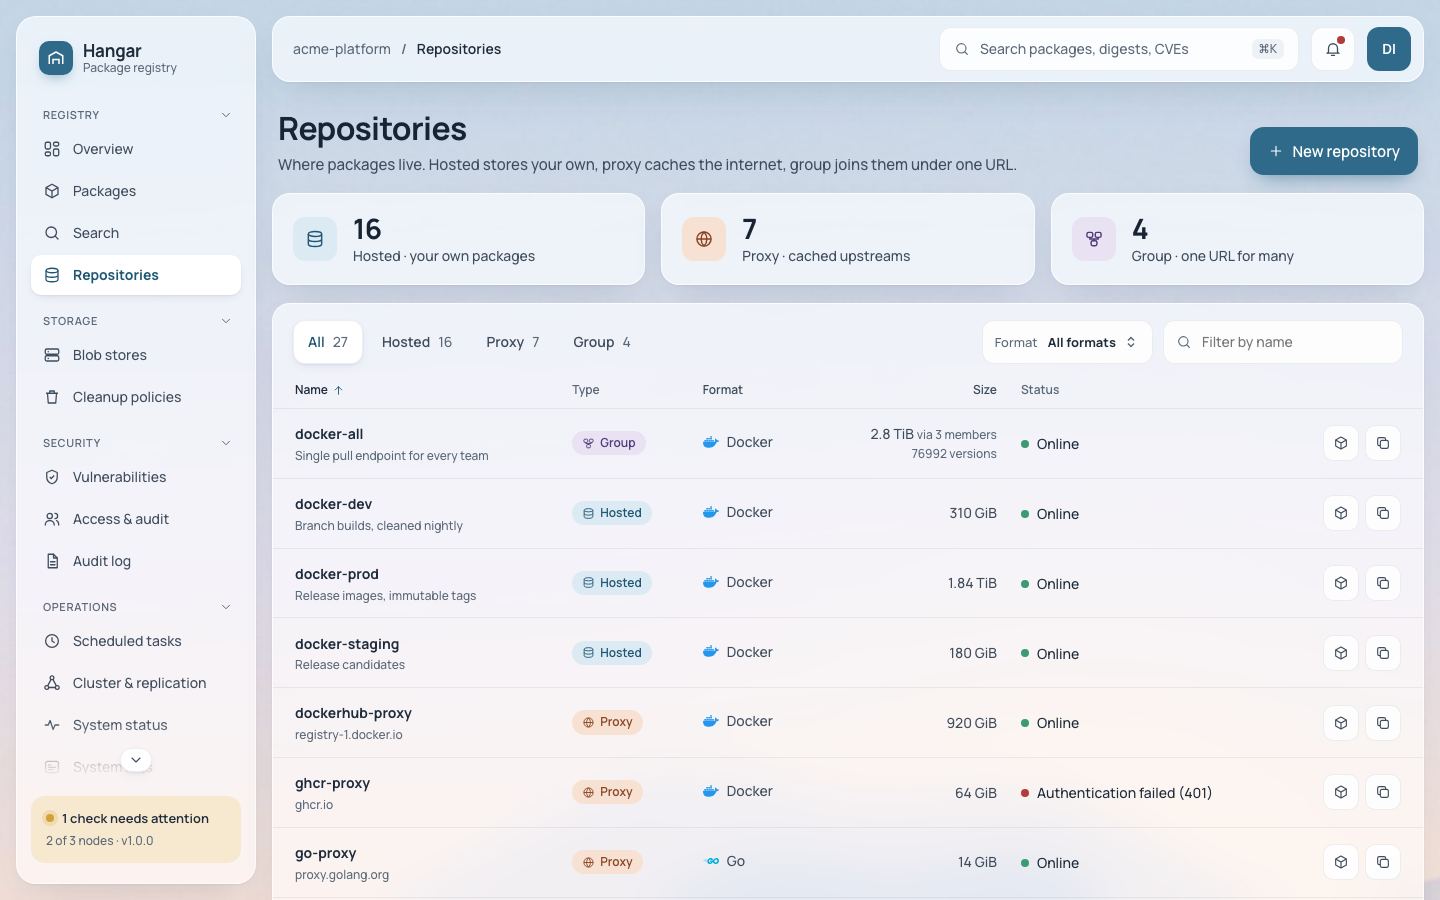 Hangar
Package registry
REGISTRY
Overview
Packages
Search
Repositories
STORAGE
Blob stores
Cleanup policies
SECURITY
Vulnerabilities
Access & audit
Audit log
OPERATIONS
Scheduled tasks
Cluster & replication
System status
1 check needs attention
2 of 3 nodes · v1.0.0
acme-platform / Repositories
Search packages, digests, CVEs ⌘K
DI
Repositories
Where packages live. Hosted stores your own, proxy caches the internet, group joins them under one URL.
+ New repository
16
Hosted · your own packages
7
Proxy · cached upstreams
4
Group · one URL for many
All 27 Hosted 16 Proxy 7 Group 4
Format All formats
Filter by name
Name ↑ Type Format Size Status
docker-all Group Docker 2.8 TiB via 3 members Online
Single pull endpoint for every team 76992 versions
docker-dev Hosted Docker 310 GiB Online
Branch builds, cleaned nightly
docker-prod Hosted Docker 1.84 TiB Online
Release images, immutable tags
docker-staging Hosted Docker 180 GiB Online
Release candidates
dockerhub-proxy Proxy Docker 920 GiB Online
registry-1.docker.io
ghcr-proxy Proxy Docker 64 GiB Authentication failed (401)
ghcr.io
go-proxy Proxy Go 14 GiB Online
proxy.golang.org